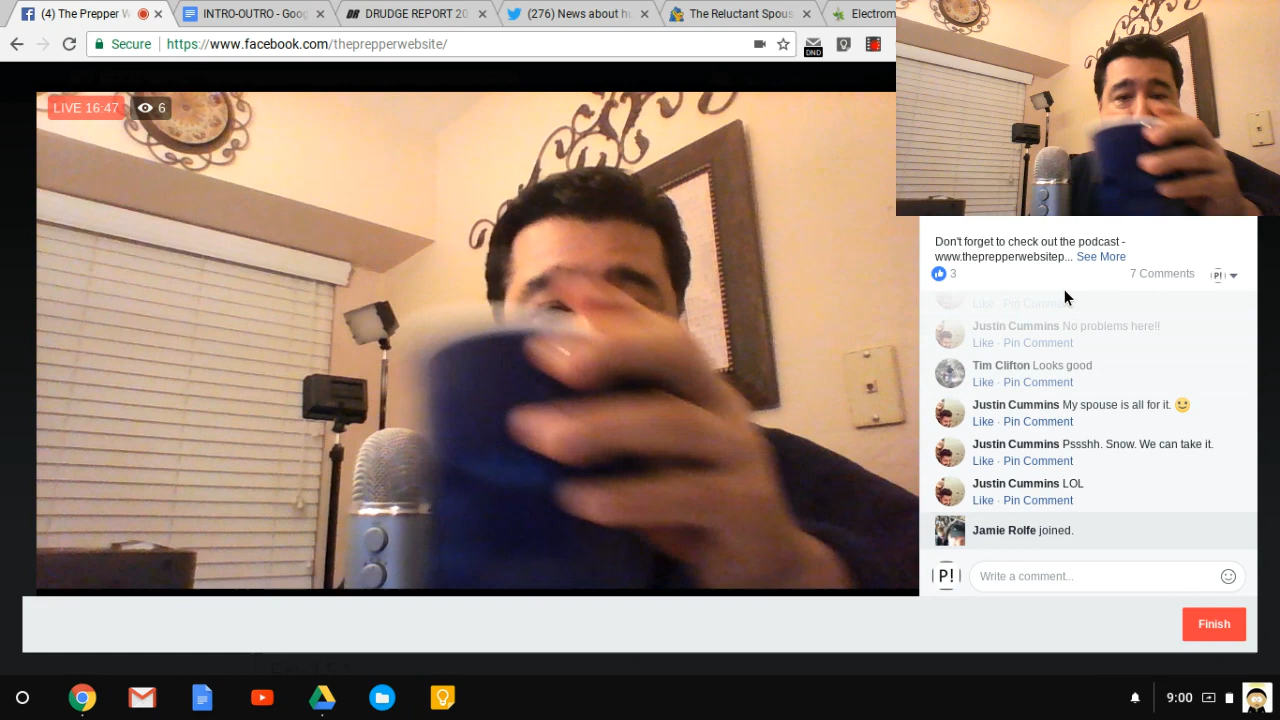 (4) The Prepper W
INTRO-OUTRO - Goog
DRUDGE REPORT 20
(276) News about hu
The Reluctant Spous
Electrom
Secure
https://www.facebook.com/theprepperwebsite/
DND
LIVE 16:47
6
Don't forget to check out the podcast -
www.theprepperwebsitep... See More
3
7 Comments
P!
Like · Pin Comment
Justin Cummins No problems here!!
Like · Pin Comment
Tim Clifton Looks good
Like · Pin Comment
Justin Cummins My spouse is all for it.
Like · Pin Comment
Justin Cummins Pssshh. Snow. We can take it.
Like · Pin Comment
Justin Cummins LOL
Like · Pin Comment
Jamie Rolfe joined.
P!
Write a comment...
Finish
9:00